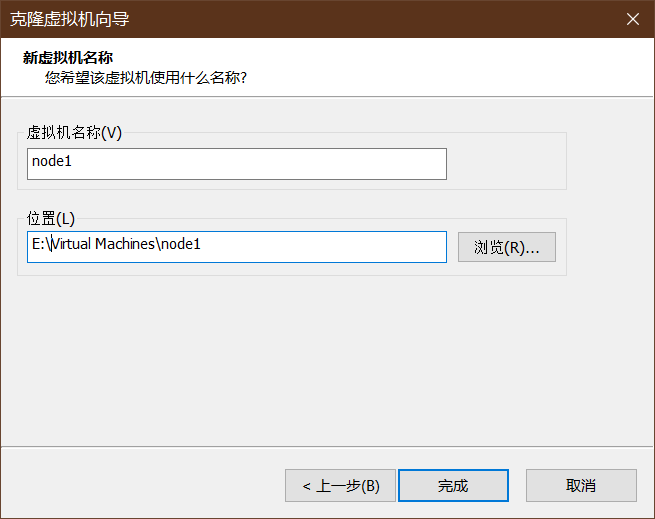 克隆虚拟机向导
新虚拟机名称
您希望该虚拟机使用什么名称?
虚拟机名称(V)
node1
位置(L)
E:\Virtual Machines\node1
浏览(R)...
< 上一步(B)
完成
取消